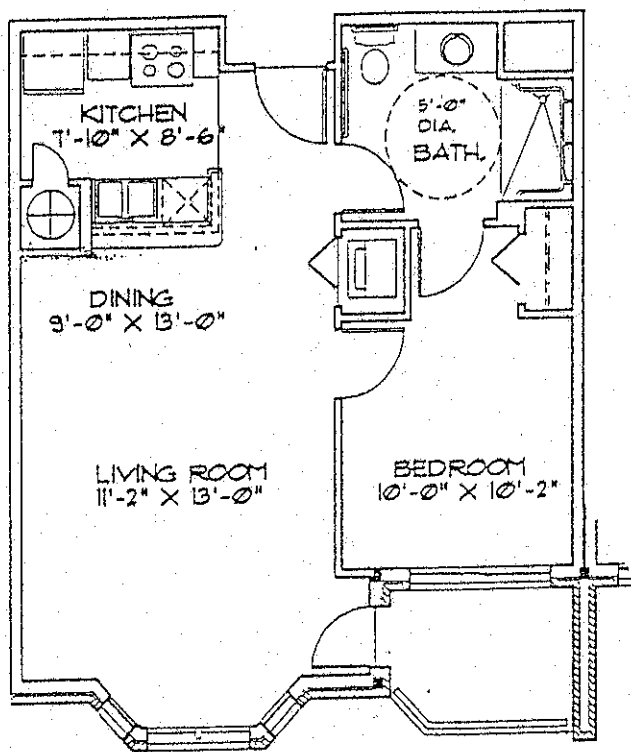 KITCHEN
7'-10" X 8'-6"
5'-0"
DIA.
BATH.
DINING
9'-0" X 13'-0"
LIVING ROOM
11'-2" X 13'-0"
BEDROOM
10'-0" X 10'-2"